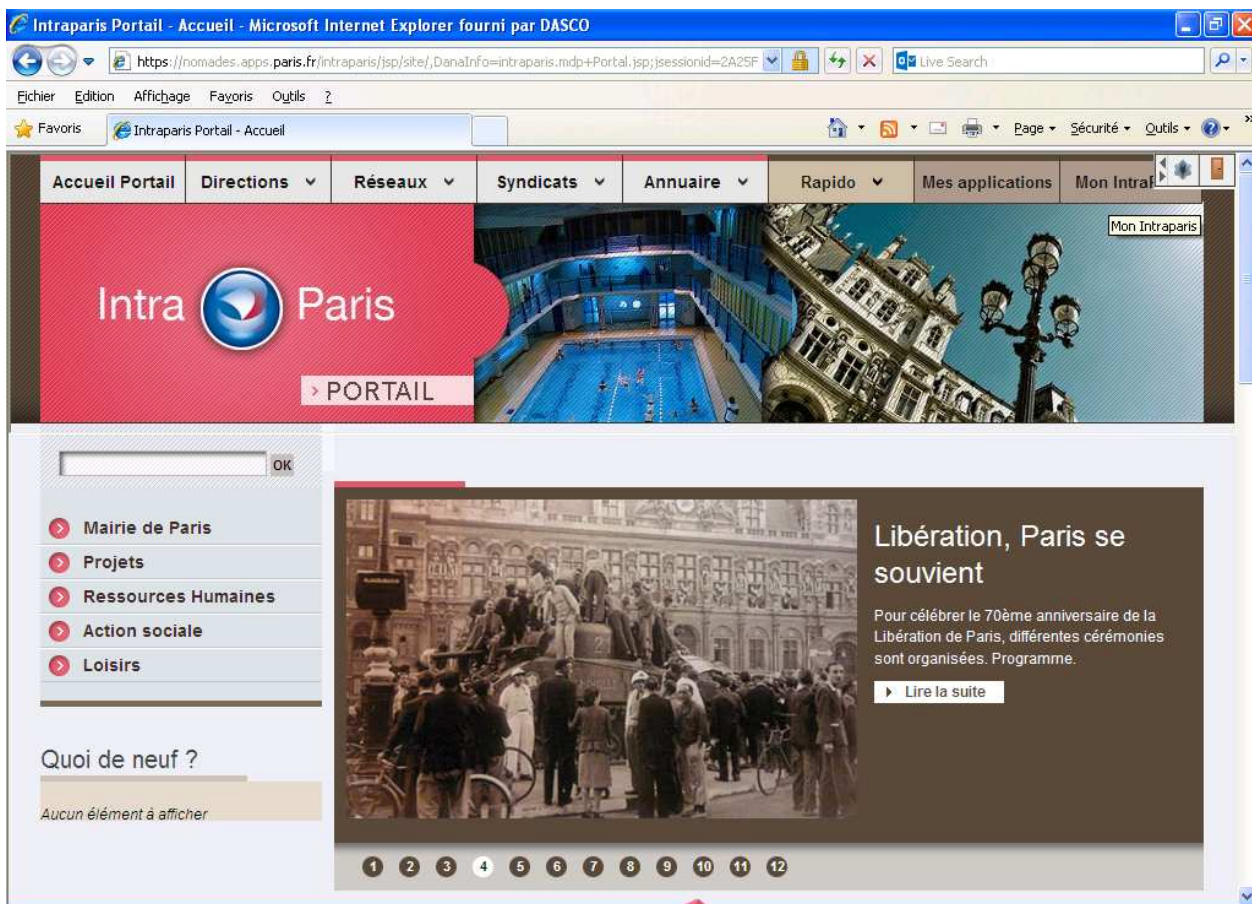 Intraparis Portail - Accueil - Microsoft Internet Explorer fourni par DASCO
https://nomades.apps.paris.fr/intraparis/jsp/site/,DanaInfo=intraparis.mdp+Portal.jsp;jsessionid=2A25F
Live Search
Fichier Edition Affichage Favoris Outils ?
Favoris Intraparis Portail - Accueil Page Sécurité Outils
Accueil Portail Directions Réseaux Syndicats Annuaire Rapido Mes applications Mon
Mon Intraparis
Intra Paris
> PORTAIL
OK
Mairie de Paris
Projets
Ressources Humaines
Action sociale
Loisirs
Quoi de neuf ?
Aucun élément à afficher
Libération, Paris se
souvient
Pour célébrer le 70ème anniversaire de la
Libération de Paris, différentes cérémonies
sont organisées. Programme.
Lire la suite
1 2 3 4 5 6 7 8 9 10 11 12